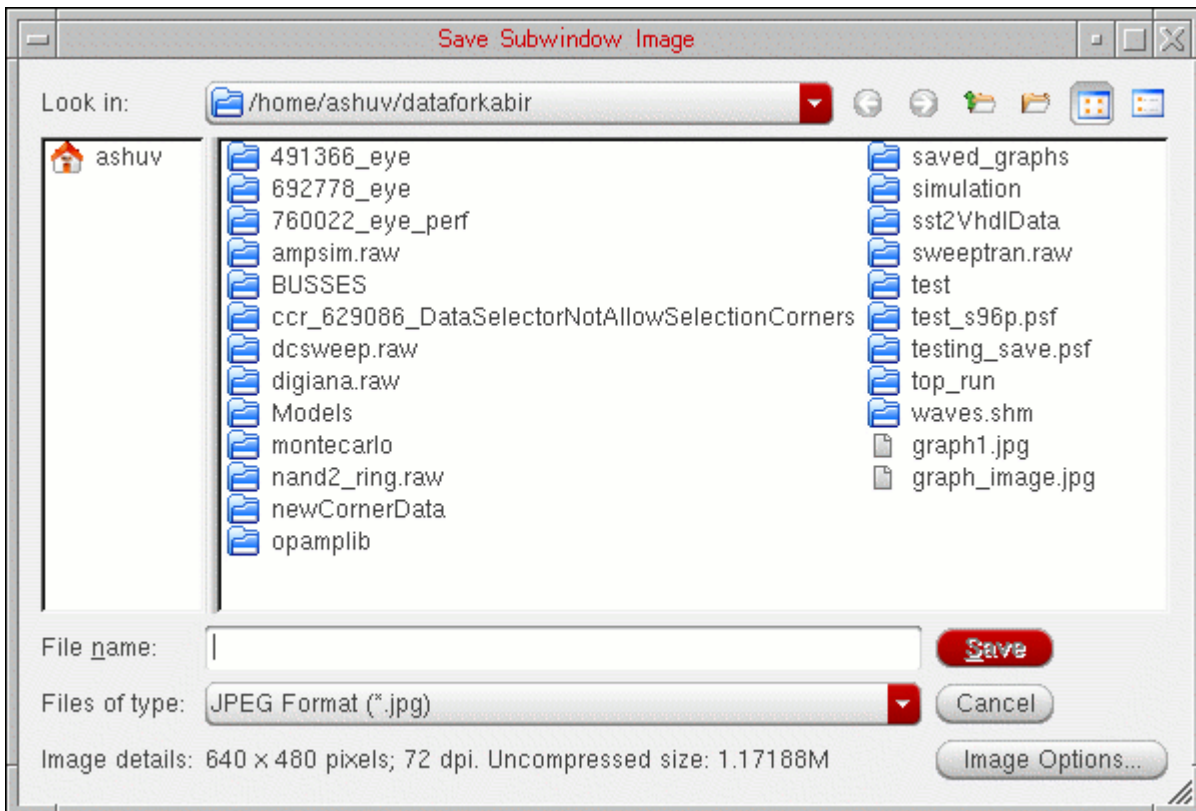 Save Subwindow Image
Look in: /home/ashuv/dataforkabir
ashuv
491366_eye
692778_eye
760022_eye_perf
ampsim.raw
BUSSES
ccr_629086_DataSelectorNotAllowSelectionCorners
dcsweep.raw
digiana.raw
Models
montecarlo
nand2_ring.raw
newCornerData
opamplib
saved_graphs
simulation
sst2VhdlData
sweeptran.raw
test
test_s96p.psf
testing_save.psf
top_run
waves.shm
graph1.jpg
graph_image.jpg
File name: Save
Files of type: JPEG Format (*.jpg) Cancel
Image details: 640 × 480 pixels; 72 dpi. Uncompressed size: 1.17188M Image Options...